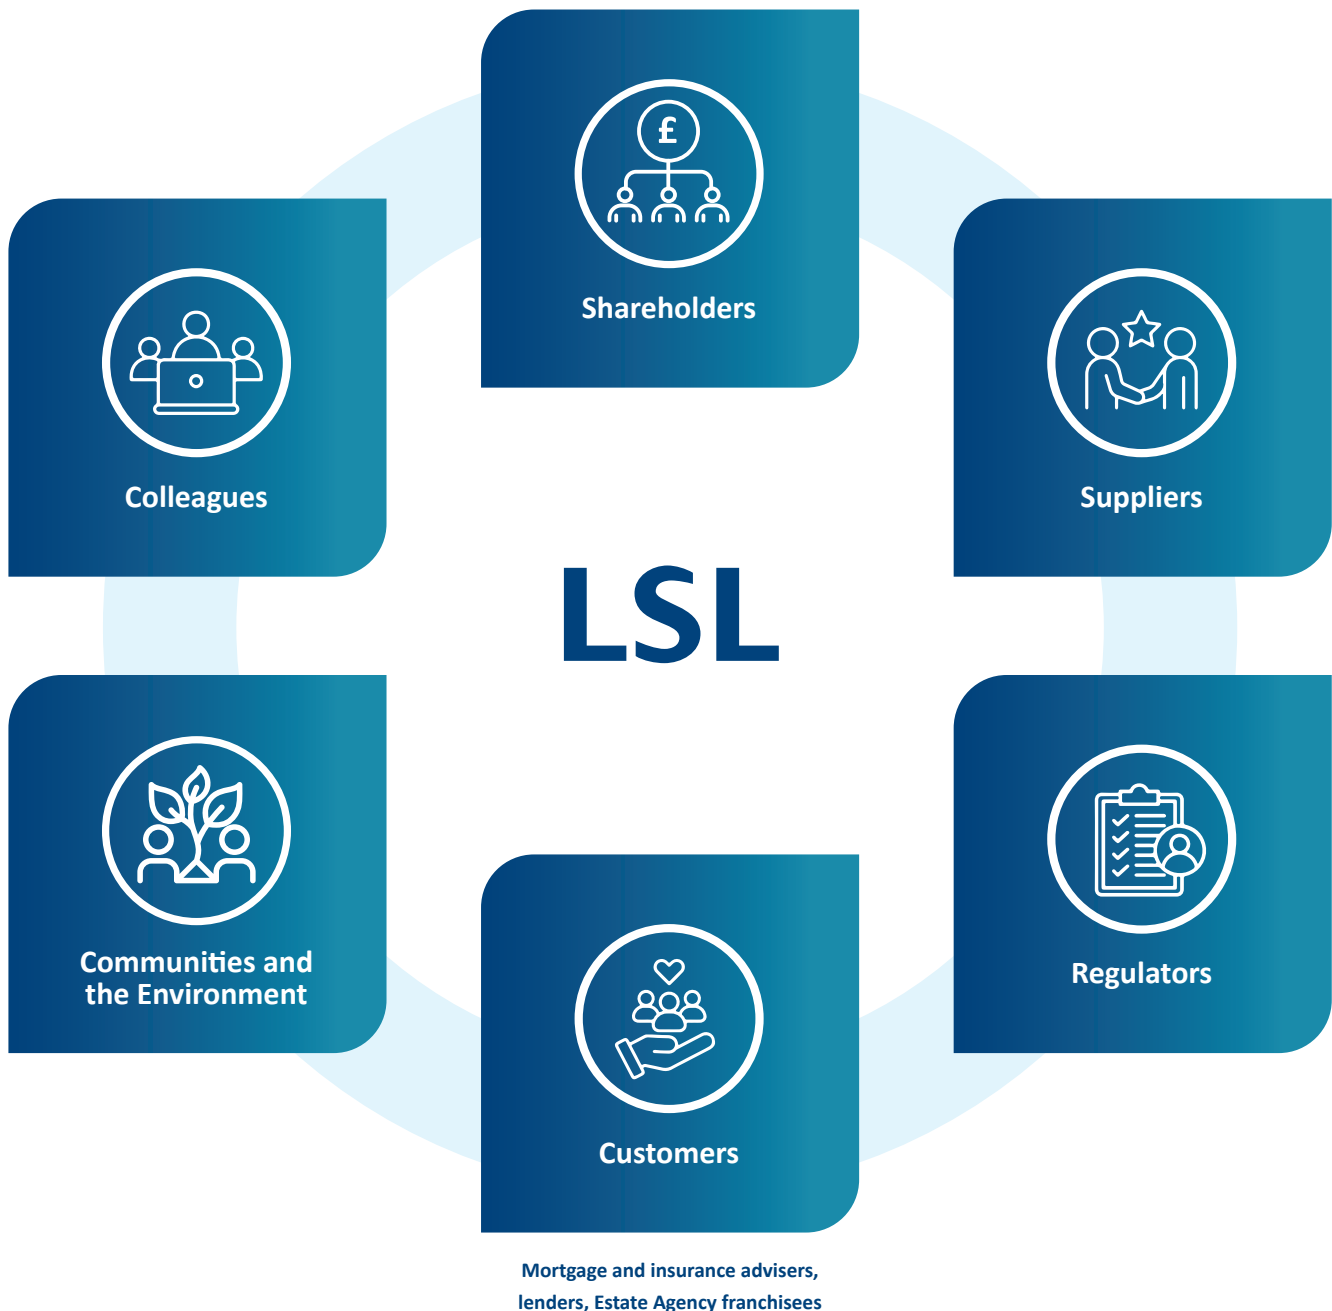 £
Shareholders
Colleagues
Suppliers
LSL
Communities and
the Environment
Regulators
Customers
Mortgage and insurance advisers,
lenders, Estate Agency franchisees